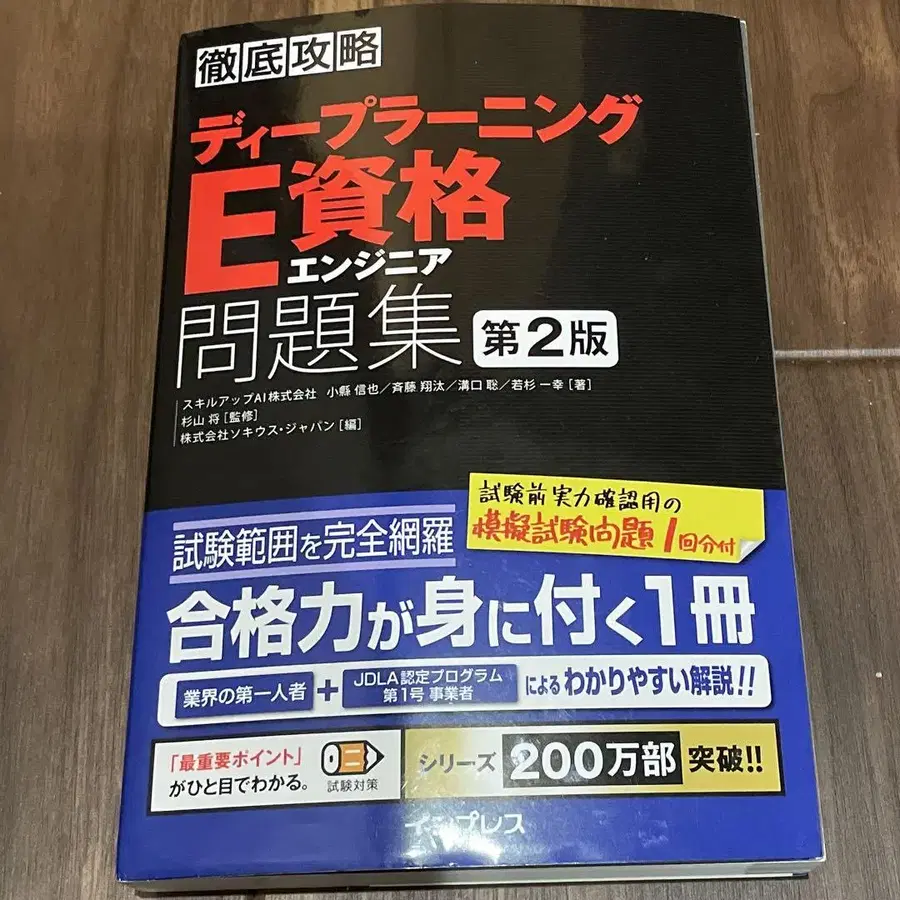 徹底攻略
ディープラーニング
E資格
エンジニア
問題集 第2版
スキルアップAI株式会社 小縣 信也／斉藤 翔汰／溝口 聡／若杉 一幸［著］
杉山 将［監修］
株式会社ソキウス・ジャパン［編］
試験前実力確認用の
模擬試験問題1回分付
試験範囲を完全網羅
合格力が身に付く1冊
業界の第一人者+JDLA認定プログラム
第1号事業者
によるわかりやすい解説!!
「最重要ポイント」
がひと目でわかる。
試験対策
シリーズ200万部突破!!
インプレス